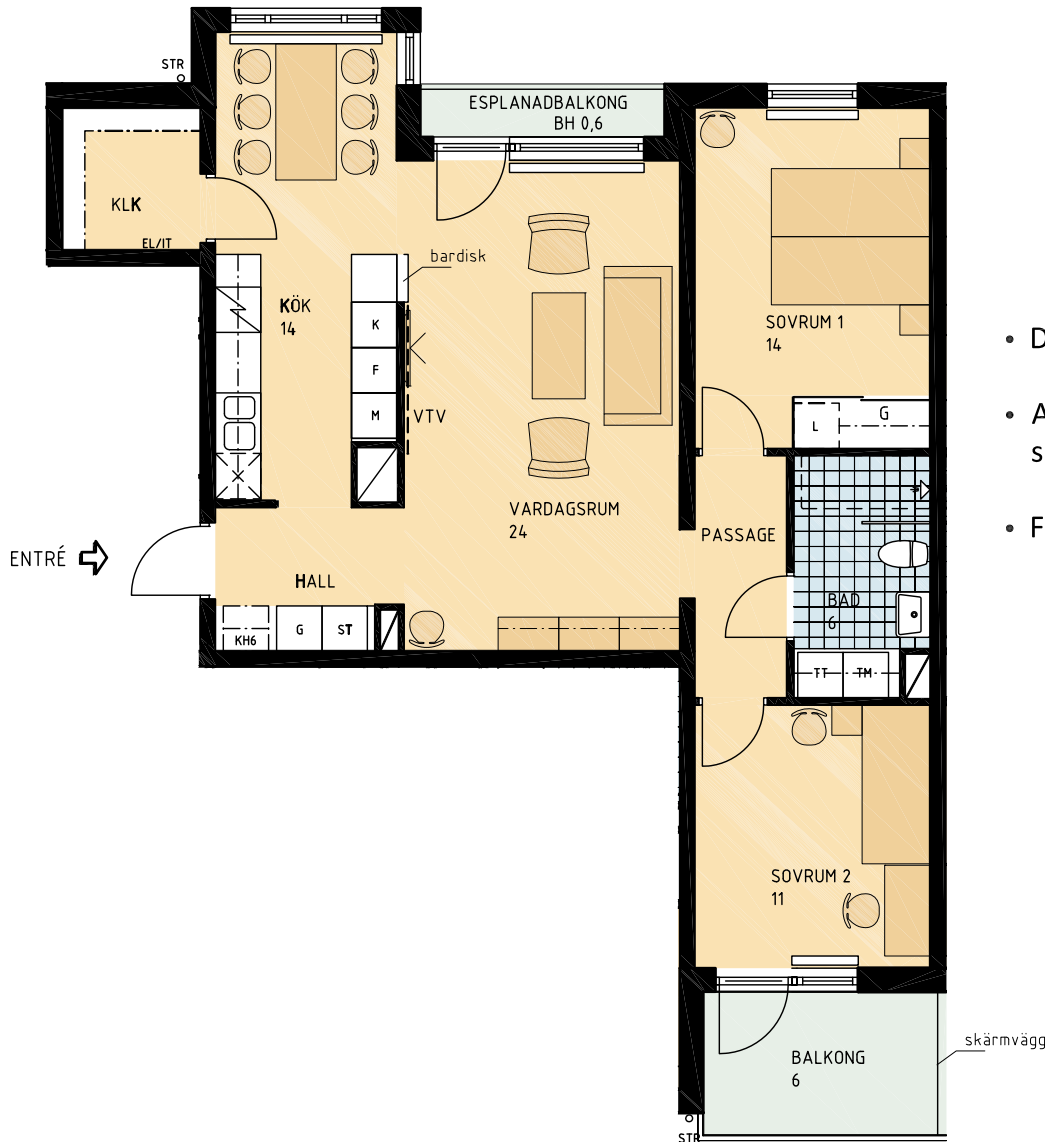 STR
ESPLANADBALKONG
BH 0,6
KLK
EL/IT
bardisk
KÖK
14
K
F
M
VTV
SOVRUM 1
14
L
G
• D
• A
s
• F
VARDAGSRUM
24
PASSAGE
ENTRÉ
HALL
BAD
6
KH6
G
ST
TT
TM
SOVRUM 2
11
skärmvägg
BALKONG
6
STR